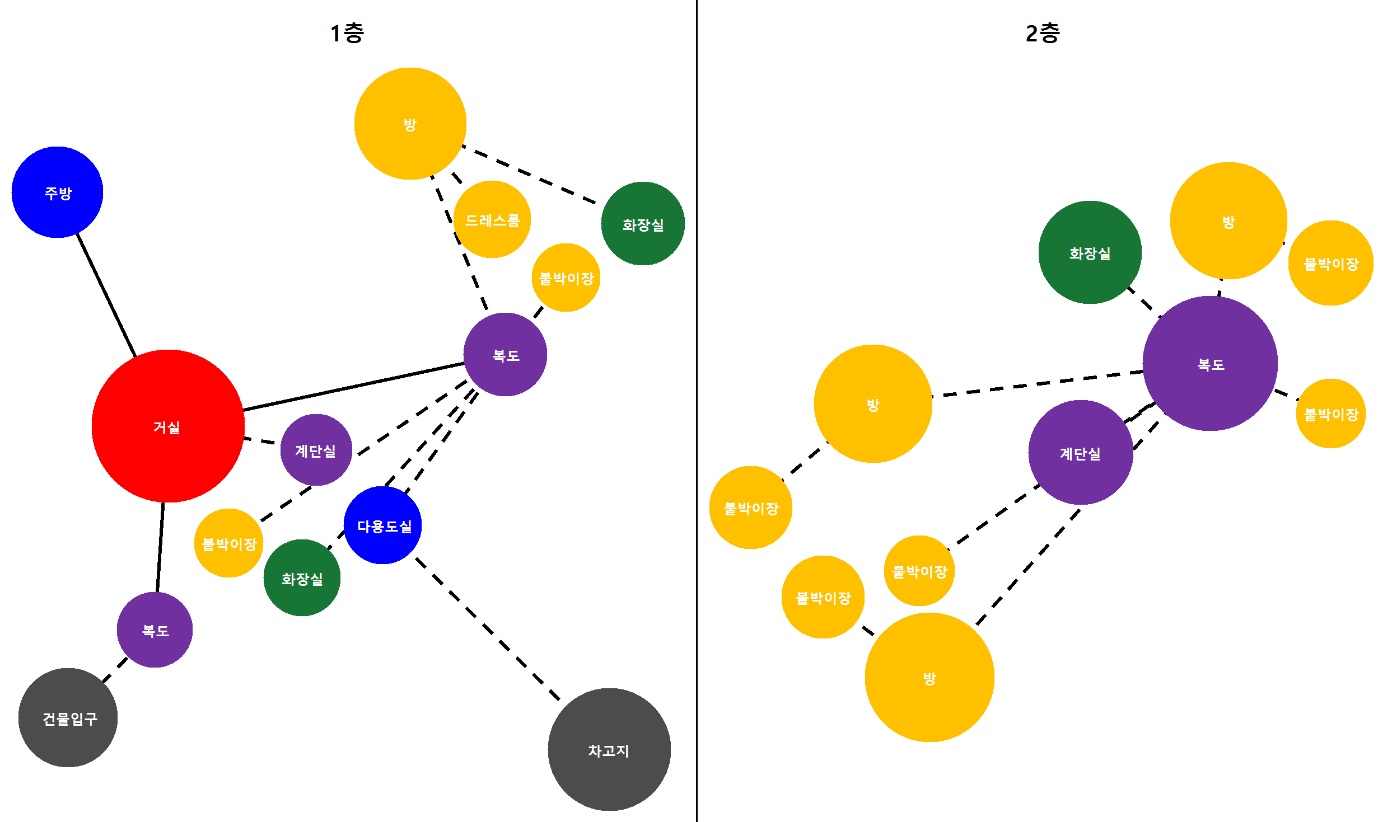 1층
방
주방
드레스룸
화장실
붙박이장
복도
거실
계단실
다용도실
붙박이장
화장실
복도
건물입구
차고지
2층
방
화장실
붙박이장
복도
방
붙박이장
계단실
붙박이장
붙박이장
붙박이장
방